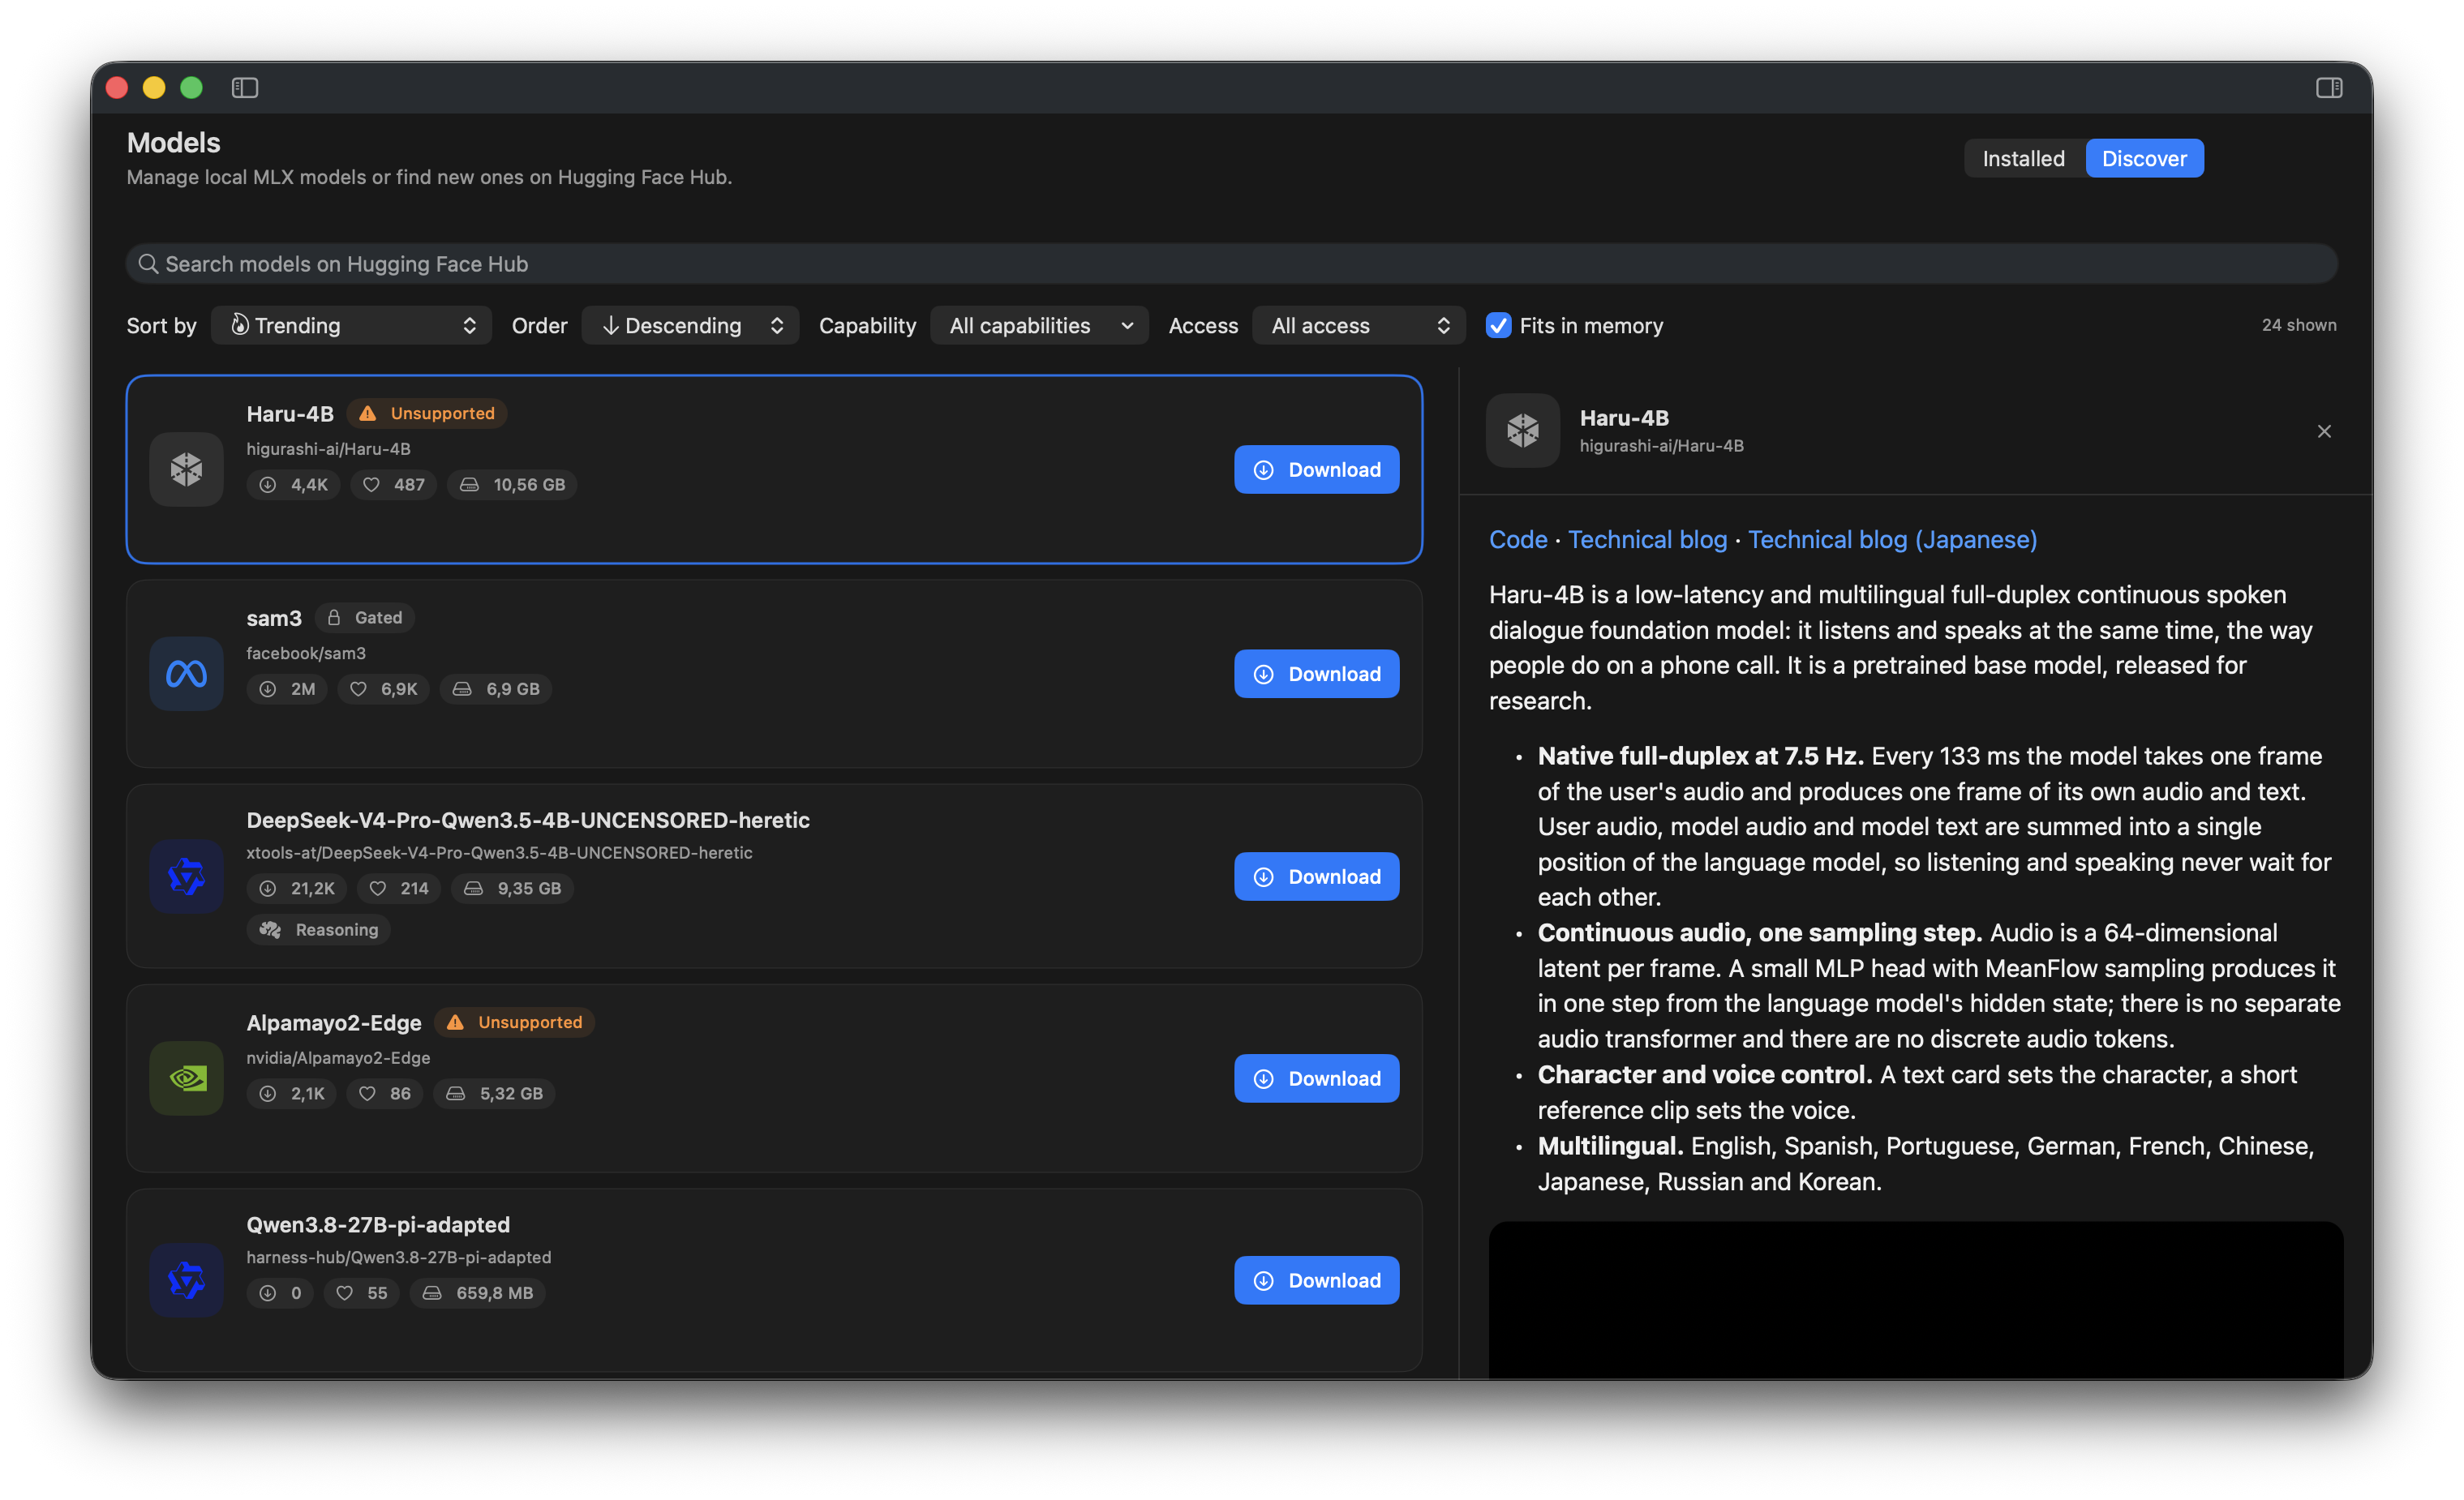 Models
Manage local MLX models or find new ones on Hugging Face Hub.
Installed
Discover
Search models on Hugging Face Hub
Sort by
Trending
Order
Descending
Capability
All capabilities
Access
All access
Fits in memory
24 shown
Haru-4B
Unsupported
higurashi-ai/Haru-4B
4,4K
487
10,56 GB
Download
sam3
Gated
facebook/sam3
2M
6,9K
6,9 GB
Download
DeepSeek-V4-Pro-Qwen3.5-4B-UNCENSORED-heretic
xtools-at/DeepSeek-V4-Pro-Qwen3.5-4B-UNCENSORED-heretic
21,2K
214
9,35 GB
Reasoning
Download
Alpamayo2-Edge
Unsupported
nvidia/Alpamayo2-Edge
2,1K
86
5,32 GB
Download
Qwen3.8-27B-pi-adapted
harness-hub/Qwen3.8-27B-pi-adapted
0
55
659,8 MB
Download
Haru-4B
higurashi-ai/Haru-4B
Code · Technical blog · Technical blog (Japanese)
Haru-4B is a low-latency and multilingual full-duplex continuous spoken
dialogue foundation model: it listens and speaks at the same time, the way
people do on a phone call. It is a pretrained base model, released for
research.
• Native full-duplex at 7.5 Hz. Every 133 ms the model takes one frame
of the user's audio and produces one frame of its own audio and text.
User audio, model audio and model text are summed into a single
position of the language model, so listening and speaking never wait for
each other.
• Continuous audio, one sampling step. Audio is a 64-dimensional
latent per frame. A small MLP head with MeanFlow sampling produces it
in one step from the language model's hidden state; there is no separate
audio transformer and there are no discrete audio tokens.
• Character and voice control. A text card sets the character, a short
reference clip sets the voice.
• Multilingual. English, Spanish, Portuguese, German, French, Chinese,
Japanese, Russian and Korean.